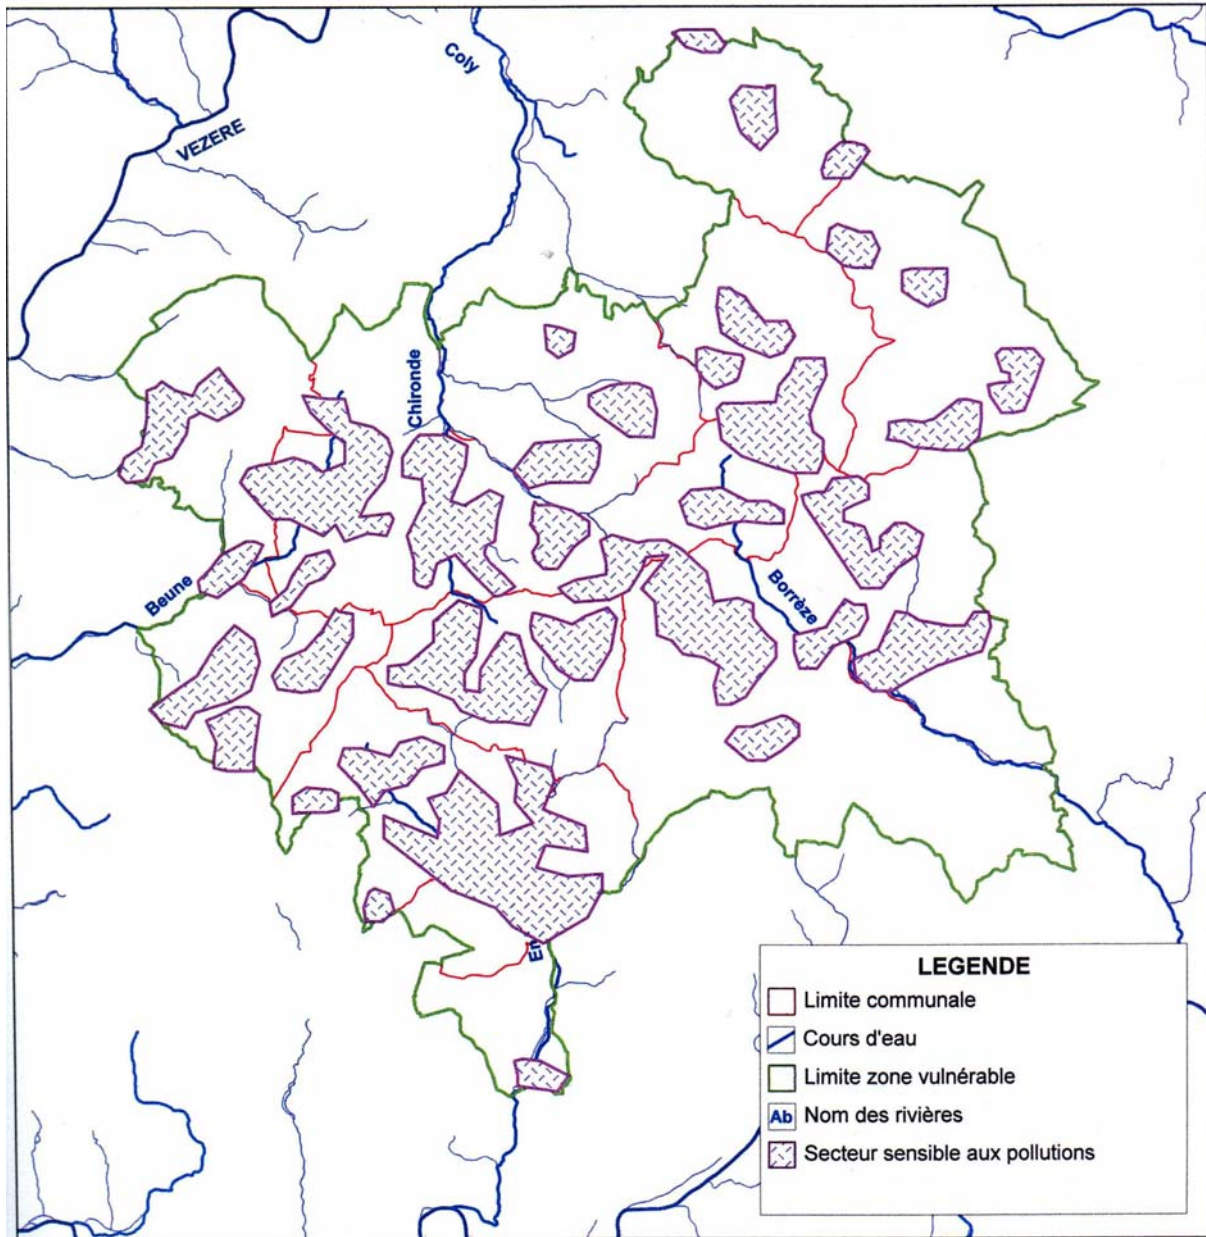 Coly
VEZERE
Chironde
Beune
Borrèze
En
LEGENDE
Limite communale
Cours d'eau
Limite zone vulnérable
Ab Nom des rivières
Secteur sensible aux pollutions